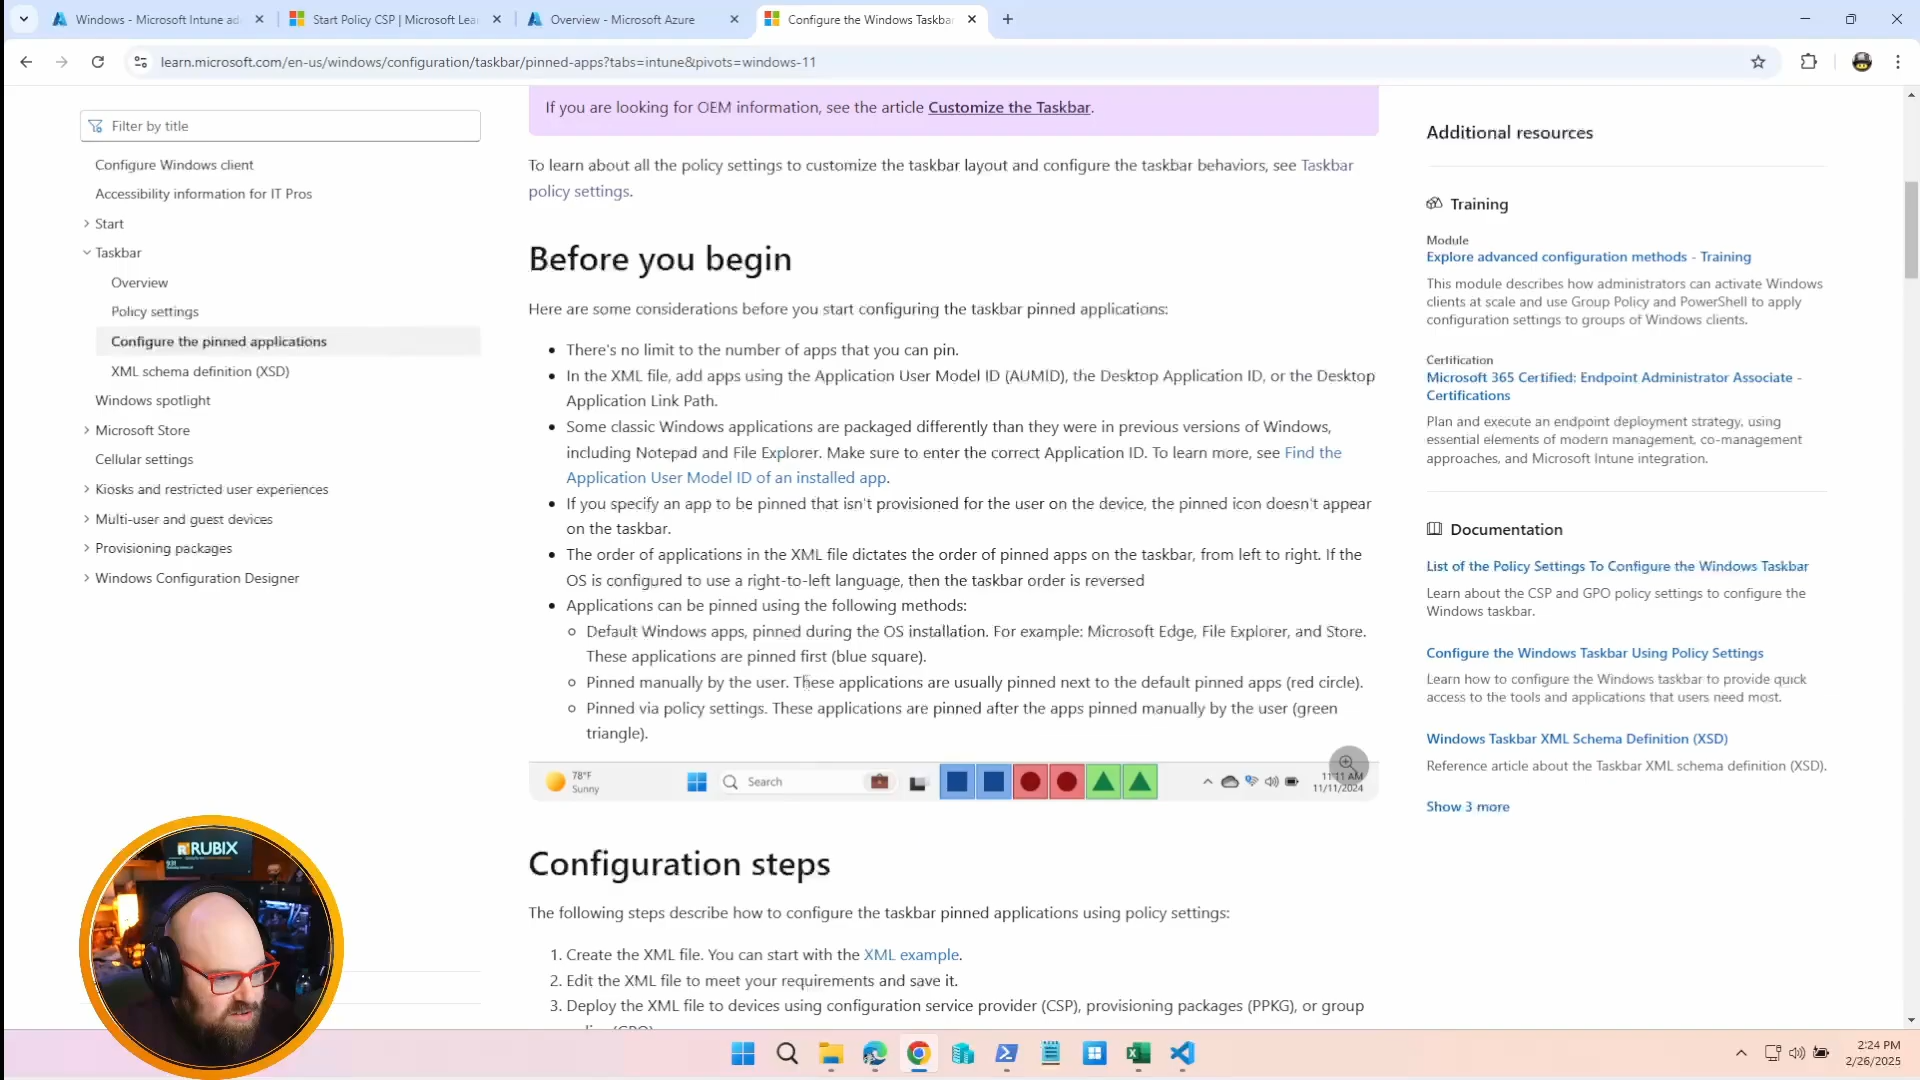 Windows - Microsoft Intune ad
Start Policy CSP | Microsoft Lea
Overview - Microsoft Azure
Configure the Windows Taskba
learn.microsoft.com/en-us/windows/configuration/taskbar/pinned-apps?tabs=intune&pivots=windows-11
Filter by title
Configure Windows client
Accessibility information for IT Pros
Start
Taskbar
Overview
Policy settings
Configure the pinned applications
XML schema definition (XSD)
Windows spotlight
Microsoft Store
Cellular settings
Kiosks and restricted user experiences
Multi-user and guest devices
Provisioning packages
Windows Configuration Designer
If you are looking for OEM information, see the article Customize the Taskbar.
To learn about all the policy settings to customize the taskbar layout and configure the taskbar behaviors, see Taskbar
policy settings.
Before you begin
Here are some considerations before you start configuring the taskbar pinned applications:
There's no limit to the number of apps that you can pin.
In the XML file, add apps using the Application User Model ID (AUMID), the Desktop Application ID, or the Desktop
Application Link Path.
Some classic Windows applications are packaged differently than they were in previous versions of Windows,
including Notepad and File Explorer. Make sure to enter the correct Application ID. To learn more, see Find the
Application User Model ID of an installed app.
If you specify an app to be pinned that isn't provisioned for the user on the device, the pinned icon doesn't appear
on the taskbar.
The order of applications in the XML file dictates the order of pinned apps on the taskbar, from left to right. If the
OS is configured to use a right-to-left language, then the taskbar order is reversed
Applications can be pinned using the following methods:
Default Windows apps, pinned during the OS installation. For example: Microsoft Edge, File Explorer, and Store.
These applications are pinned first (blue square).
Pinned manually by the user. These applications are usually pinned next to the default pinned apps (red circle).
Pinned via policy settings. These applications are pinned after the apps pinned manually by the user (green
triangle).
78°F
Sunny
Search
11:11 AM
11/11/2024
Configuration steps
The following steps describe how to configure the taskbar pinned applications using policy settings:
1. Create the XML file. You can start with the XML example.
2. Edit the XML file to meet your requirements and save it.
3. Deploy the XML file to devices using configuration service provider (CSP), provisioning packages (PPKG), or group
Additional resources
Training
Module
Explore advanced configuration methods - Training
This module describes how administrators can activate Windows
clients at scale and use Group Policy and PowerShell to apply
configuration settings to groups of Windows clients.
Certification
Microsoft 365 Certified: Endpoint Administrator Associate -
Certifications
Plan and execute an endpoint deployment strategy, using
essential elements of modern management, co-management
approaches, and Microsoft Intune integration.
Documentation
List of the Policy Settings To Configure the Windows Taskbar
Learn about the CSP and GPO policy settings to configure the
Windows taskbar.
Configure the Windows Taskbar Using Policy Settings
Learn how to configure the Windows taskbar to provide quick
access to the tools and applications that users need most.
Windows Taskbar XML Schema Definition (XSD)
Reference article about the Taskbar XML schema definition (XSD).
Show 3 more
RUBIX
2:24 PM
2/26/2025